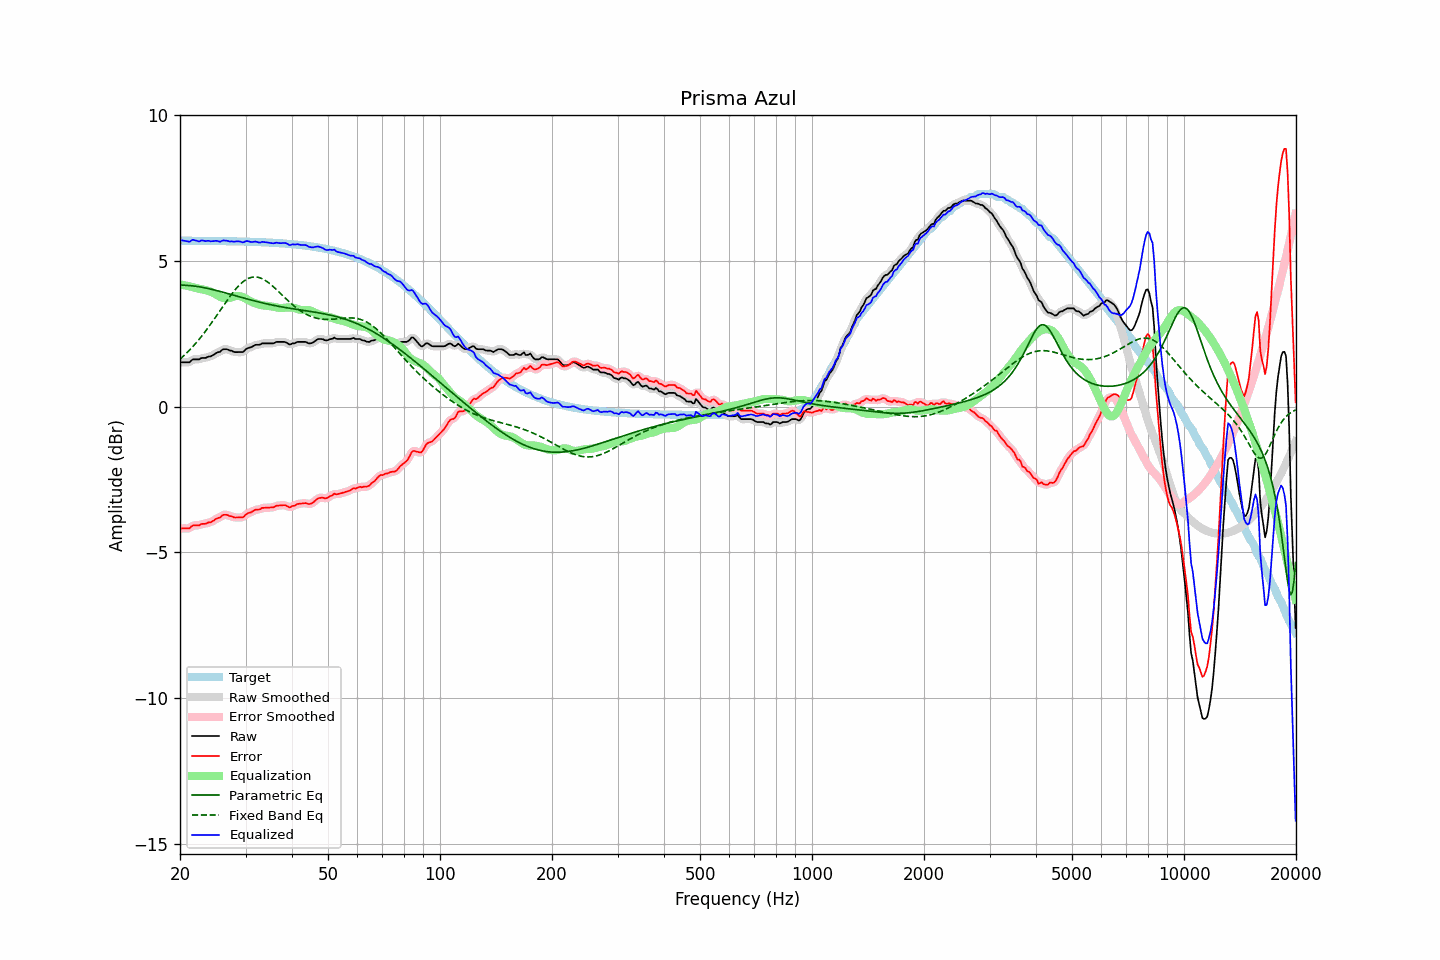 Prisma Azul
10
5
0
−5
−10
−15
Amplitude (dBr)
Target
Raw Smoothed
Error Smoothed
Raw
Error
Equalization
Parametric Eq
Fixed Band Eq
Equalized
20 50 100 200 500 1000 2000 5000 10000 20000
Frequency (Hz)